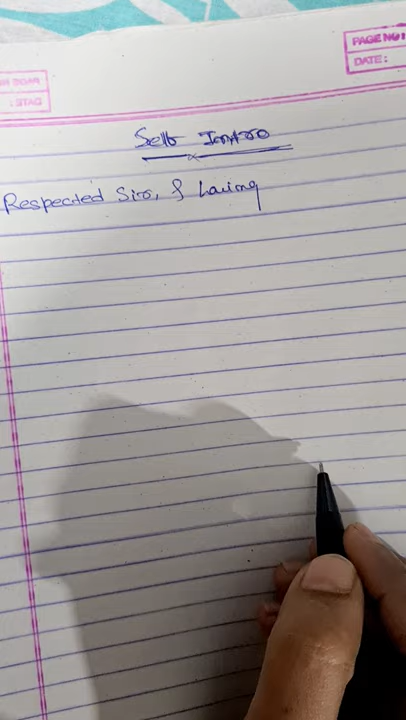 PAGE NO:
DATE:
Self Intro
Respected Sir, & Loving